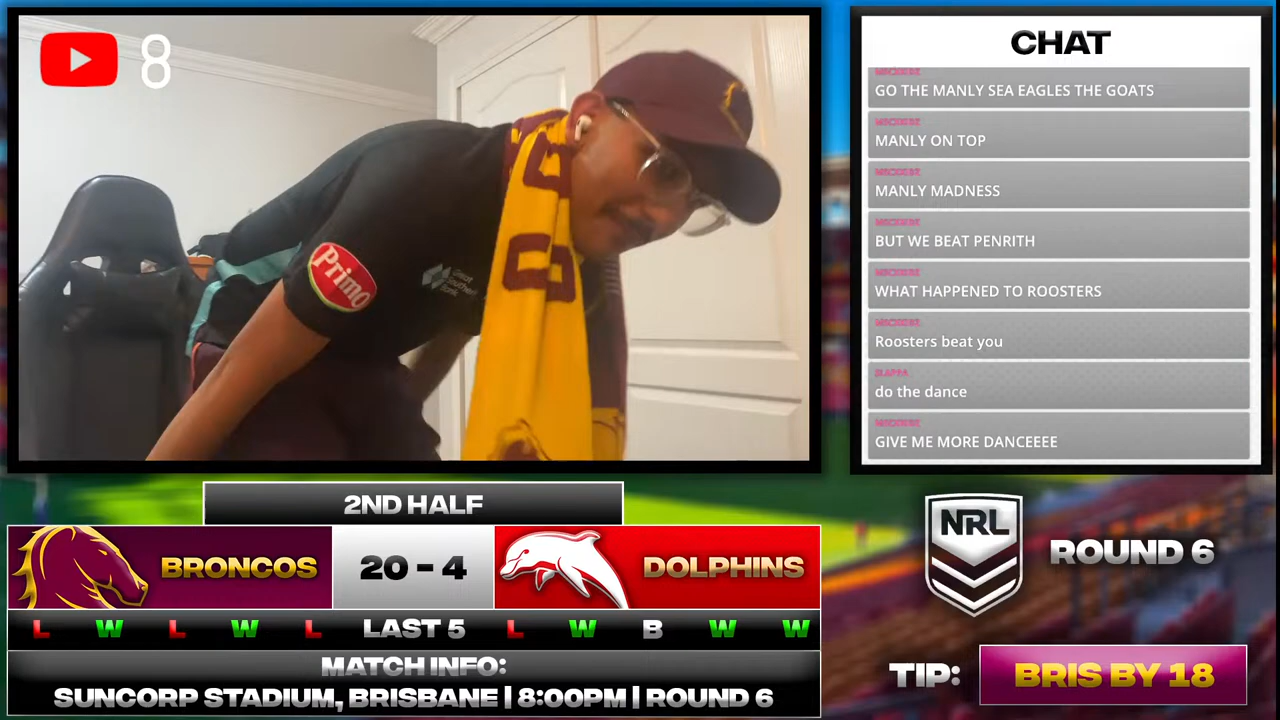 8
CHAT
GO THE MANLY SEA EAGLES THE GOATS
MANLY ON TOP
MANLY MADNESS
BUT WE BEAT PENRITH
WHAT HAPPENED TO ROOSTERS
Roosters beat you
do the dance
GIVE ME MORE DANCEEEE
Primo
Great
Southern
Bank
2ND HALF
BRONCOS
20 - 4
DOLPHINS
L W L W L
LAST 5
L W B W W
MATCH INFO:
SUNCORP STADIUM, BRISBANE | 8:00PM | ROUND 6
NRL
ROUND 6
TIP:
BRIS BY 18